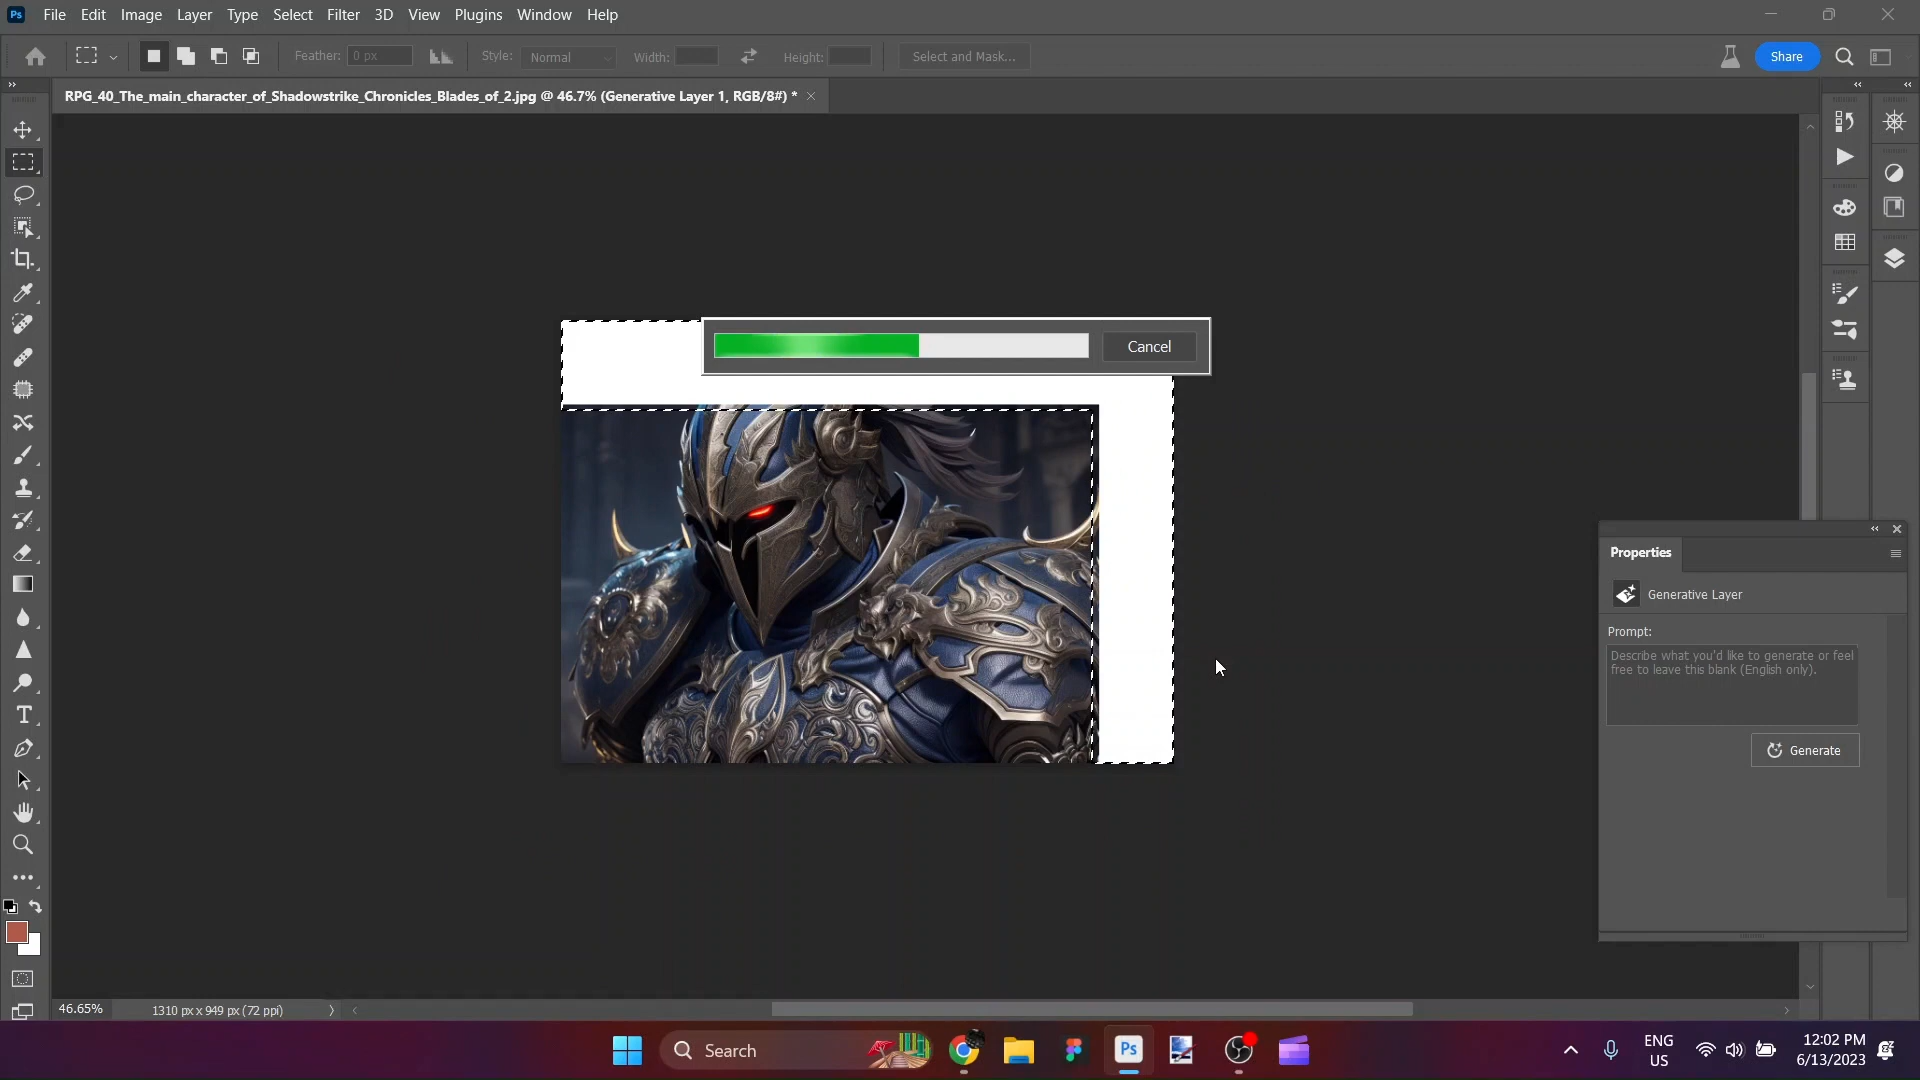 Ps File Edit Image Layer Type Select Filter 3D View Plugins Window Help
Feather: 0 px Style: Normal Width: Height: Select and Mask... Share
RPG_40_The_main_character_of_Shadowstrike_Chronicles_Blades_of_2.jpg @ 46.7% (Generative Layer 1, RGB/8#) *
Cancel
Properties
Generative Layer
Prompt:
Describe what you'd like to generate or feel
free to leave this blank (English only).
Generate
46.65% 1310 px x 949 px (72 ppi)
Search
Ps
ENG
US
12:02 PM
6/13/2023